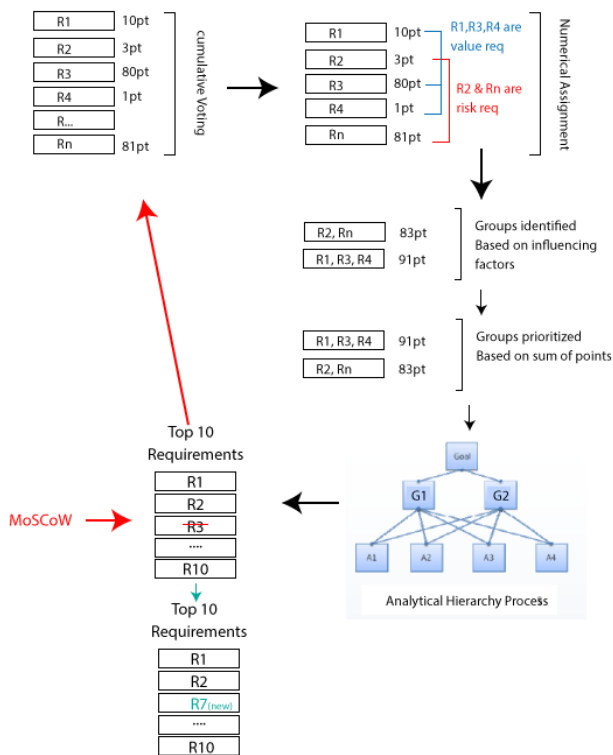 R1 10pt
R2 3pt
R3 80pt
R4 1pt
R...
Rn 81pt
cumulative Voting
R1 10pt
R2 3pt
R3 80pt
R4 1pt
Rn 81pt
R1,R3,R4 are
value req
R2 & Rn are
risk req
Numerical Assignment
R2, Rn 83pt
R1, R3, R4 91pt
Groups identified
Based on influencing
factors
R1, R3, R4 91pt
R2, Rn 83pt
Groups prioritized
Based on sum of points
Goal
G1 G2
A1 A2 A3 A4
Analytical Hierarchy Process
Top 10
Requirements
R1
R2
R3
....
R10
MoSCoW
Top 10
Requirements
R1
R2
R7(new)
....
R10